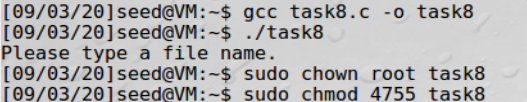 [09/03/20]seed@VM:~$ gcc task8.c -o task8
[09/03/20]seed@VM:~$ ./task8
Please type a file name.
[09/03/20]seed@VM:~$ sudo chown root task8
[09/03/20]seed@VM:~$ sudo chmod 4755 task8